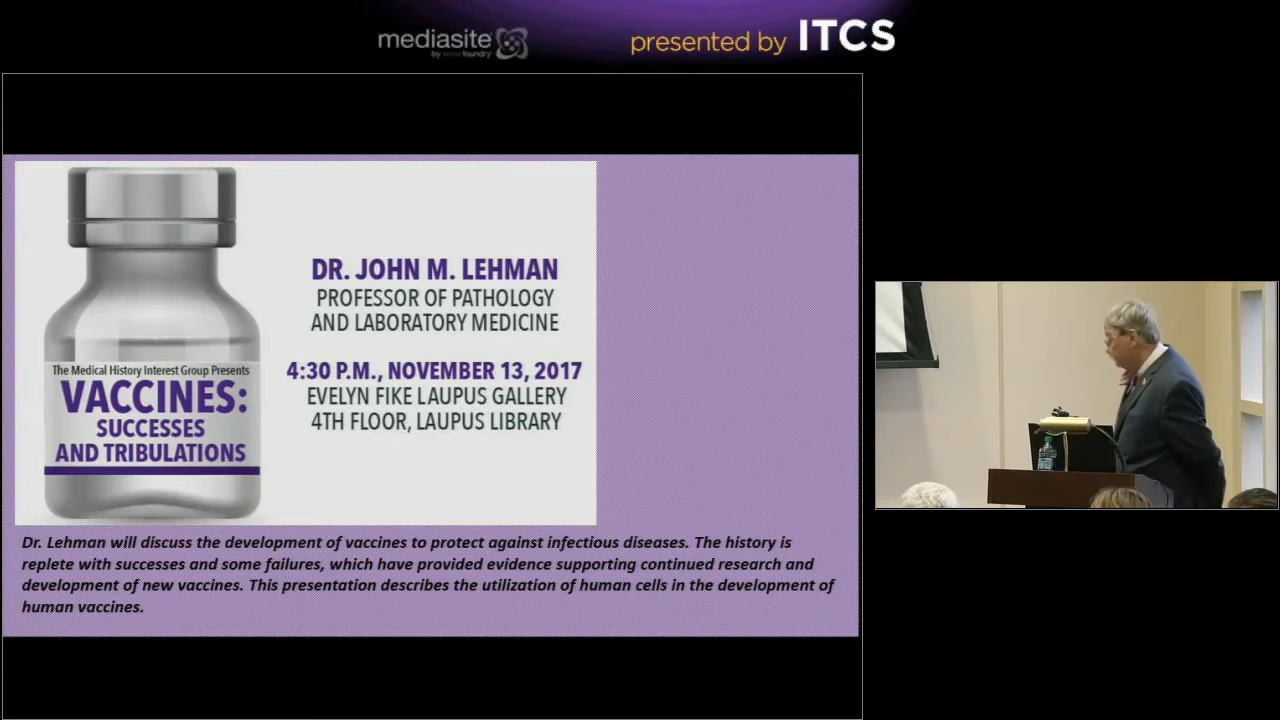 mediasite
by sonicfoundry
presented by ITCS
DR. JOHN M. LEHMAN
PROFESSOR OF PATHOLOGY
AND LABORATORY MEDICINE
4:30 P.M., NOVEMBER 13, 2017
EVELYN FIKE LAUPUS GALLERY
4TH FLOOR, LAUPUS LIBRARY
The Medical History Interest Group Presents
VACCINES:
SUCCESSES
AND TRIBULATIONS
Dr. Lehman will discuss the development of vaccines to protect against infectious diseases. The history is
replete with successes and some failures, which have provided evidence supporting continued research and
development of new vaccines. This presentation describes the utilization of human cells in the development of
human vaccines.